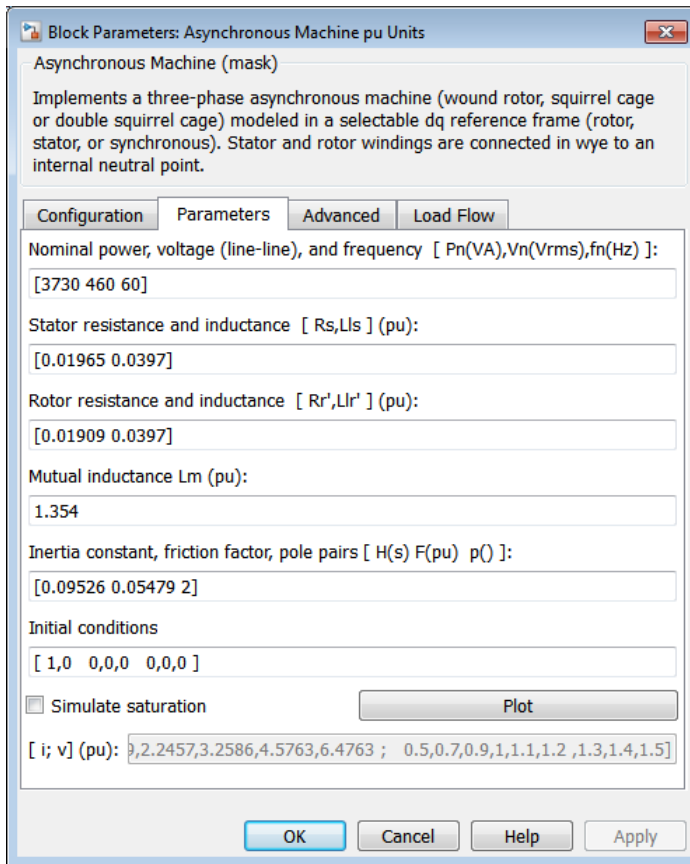 Block Parameters: Asynchronous Machine pu Units
Asynchronous Machine (mask)
Implements a three-phase asynchronous machine (wound rotor, squirrel cage
or double squirrel cage) modeled in a selectable dq reference frame (rotor,
stator, or synchronous). Stator and rotor windings are connected in wye to an
internal neutral point.
Configuration Parameters Advanced Load Flow
Nominal power, voltage (line-line), and frequency [ Pn(VA),Vn(Vrms),fn(Hz) ]:
[3730 460 60]
Stator resistance and inductance [ Rs,Lls ] (pu):
[0.01965 0.0397]
Rotor resistance and inductance [ Rr',Llr' ] (pu):
[0.01909 0.0397]
Mutual inductance Lm (pu):
1.354
Inertia constant, friction factor, pole pairs [ H(s) F(pu) p() ]:
[0.09526 0.05479 2]
Initial conditions
[ 1,0 0,0,0 0,0,0 ]
Simulate saturation Plot
[ i; v] (pu): ,2.2457,3.2586,4.5763,6.4763 ; 0.5,0.7,0.9,1,1.1,1.2 ,1.3,1.4,1.5]
OK Cancel Help Apply